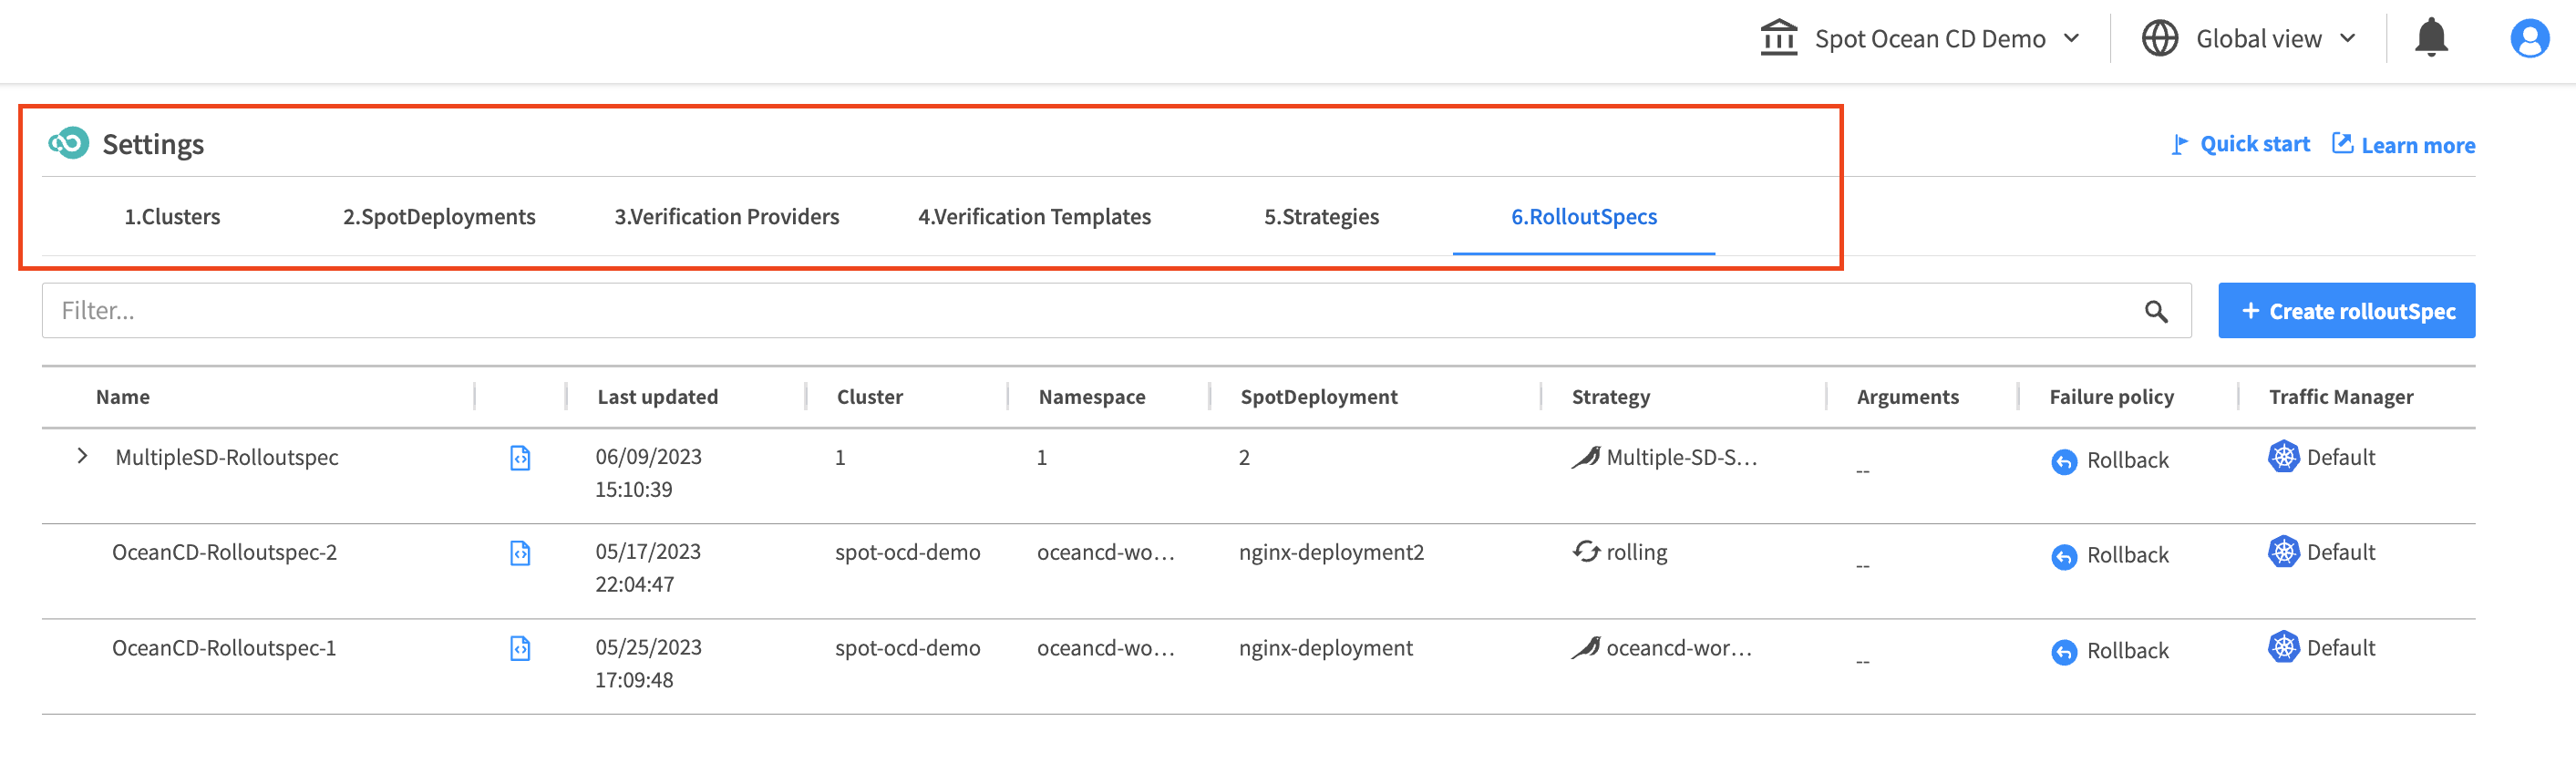 Spot Ocean CD Demo Global view
Settings
Quick start Learn more
1.Clusters 2.SpotDeployments 3.Verification Providers 4.Verification Templates 5.Strategies 6.RolloutSpecs
Filter...
+ Create rolloutSpec
Name Last updated Cluster Namespace SpotDeployment Strategy Arguments Failure policy Traffic Manager
MultipleSD-Rolloutspec 06/09/2023 1 1 2 Multiple-SD-S... -- Rollback Default
15:10:39
OceanCD-Rolloutspec-2 05/17/2023 spot-ocd-demo oceancd-wo... nginx-deployment2 rolling -- Rollback Default
22:04:47
OceanCD-Rolloutspec-1 05/25/2023 spot-ocd-demo oceancd-wo... nginx-deployment oceancd-wor... -- Rollback Default
17:09:48